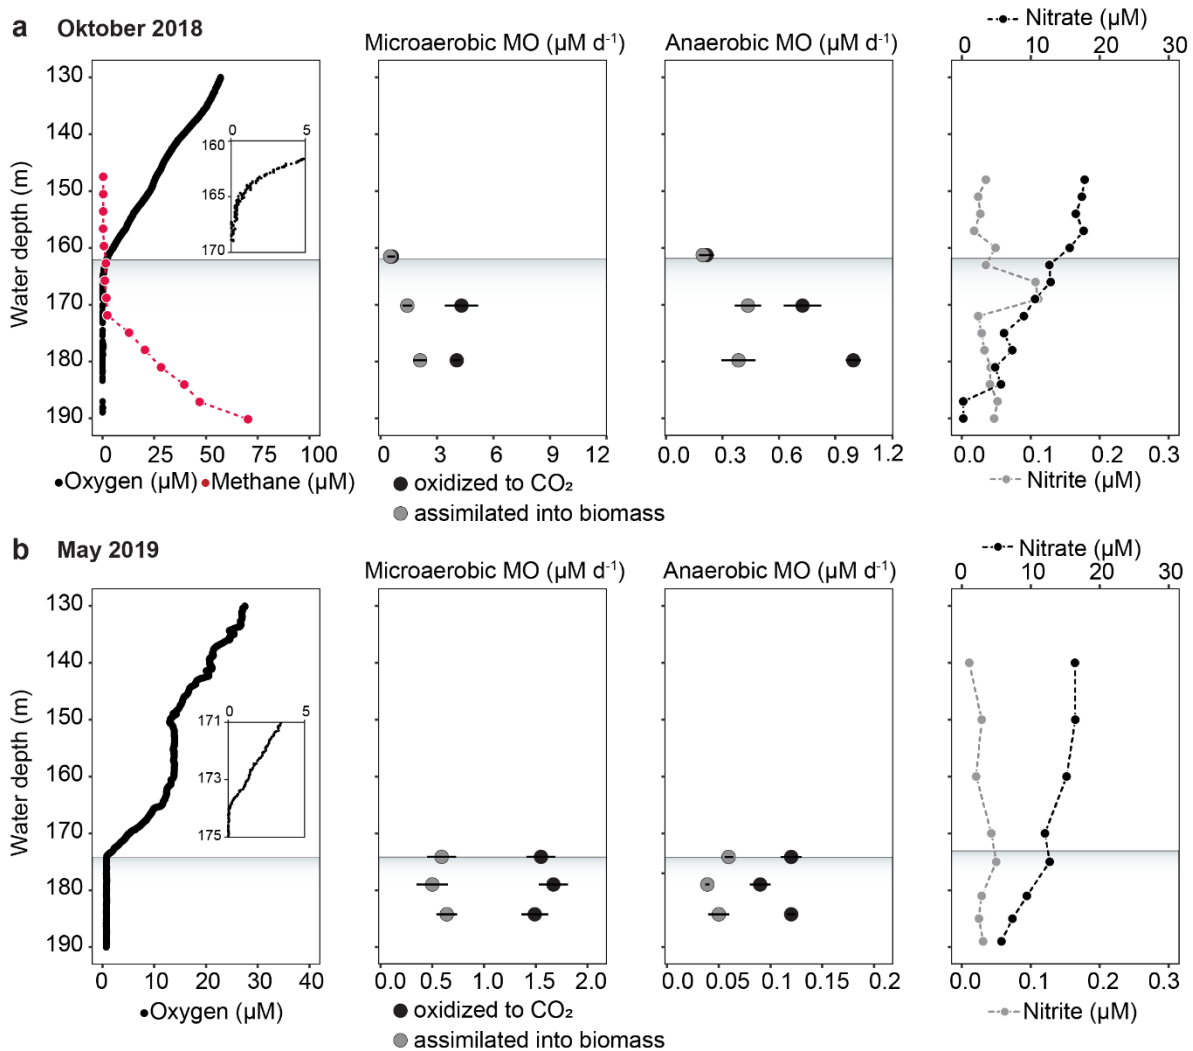 a Oktober 2018
Microaerobic MO (µM d-1)
Anaerobic MO (µM d-1)
Nitrate (µM)
0 10 20 30
Water depth (m)
130
140
150
160
170
180
190
0 5
160
165
170
0 25 50 75 100
0 3 6 9 12
0.0 0.3 0.6 0.9 1.2
0.0 0.1 0.2 0.3
Oxygen (µM) Methane (µM)
oxidized to CO₂
assimilated into biomass
Nitrite (µM)
b May 2019
Microaerobic MO (µM d-1)
Anaerobic MO (µM d-1)
Nitrate (µM)
0 10 20 30
Water depth (m)
130
140
150
160
170
180
190
0 5
171
173
175
0 10 20 30 40
0.0 0.5 1.0 1.5 2.0
0.0 0.05 0.10 0.15 0.2
0.0 0.1 0.2 0.3
Oxygen (µM)
oxidized to CO₂
assimilated into biomass
Nitrite (µM)